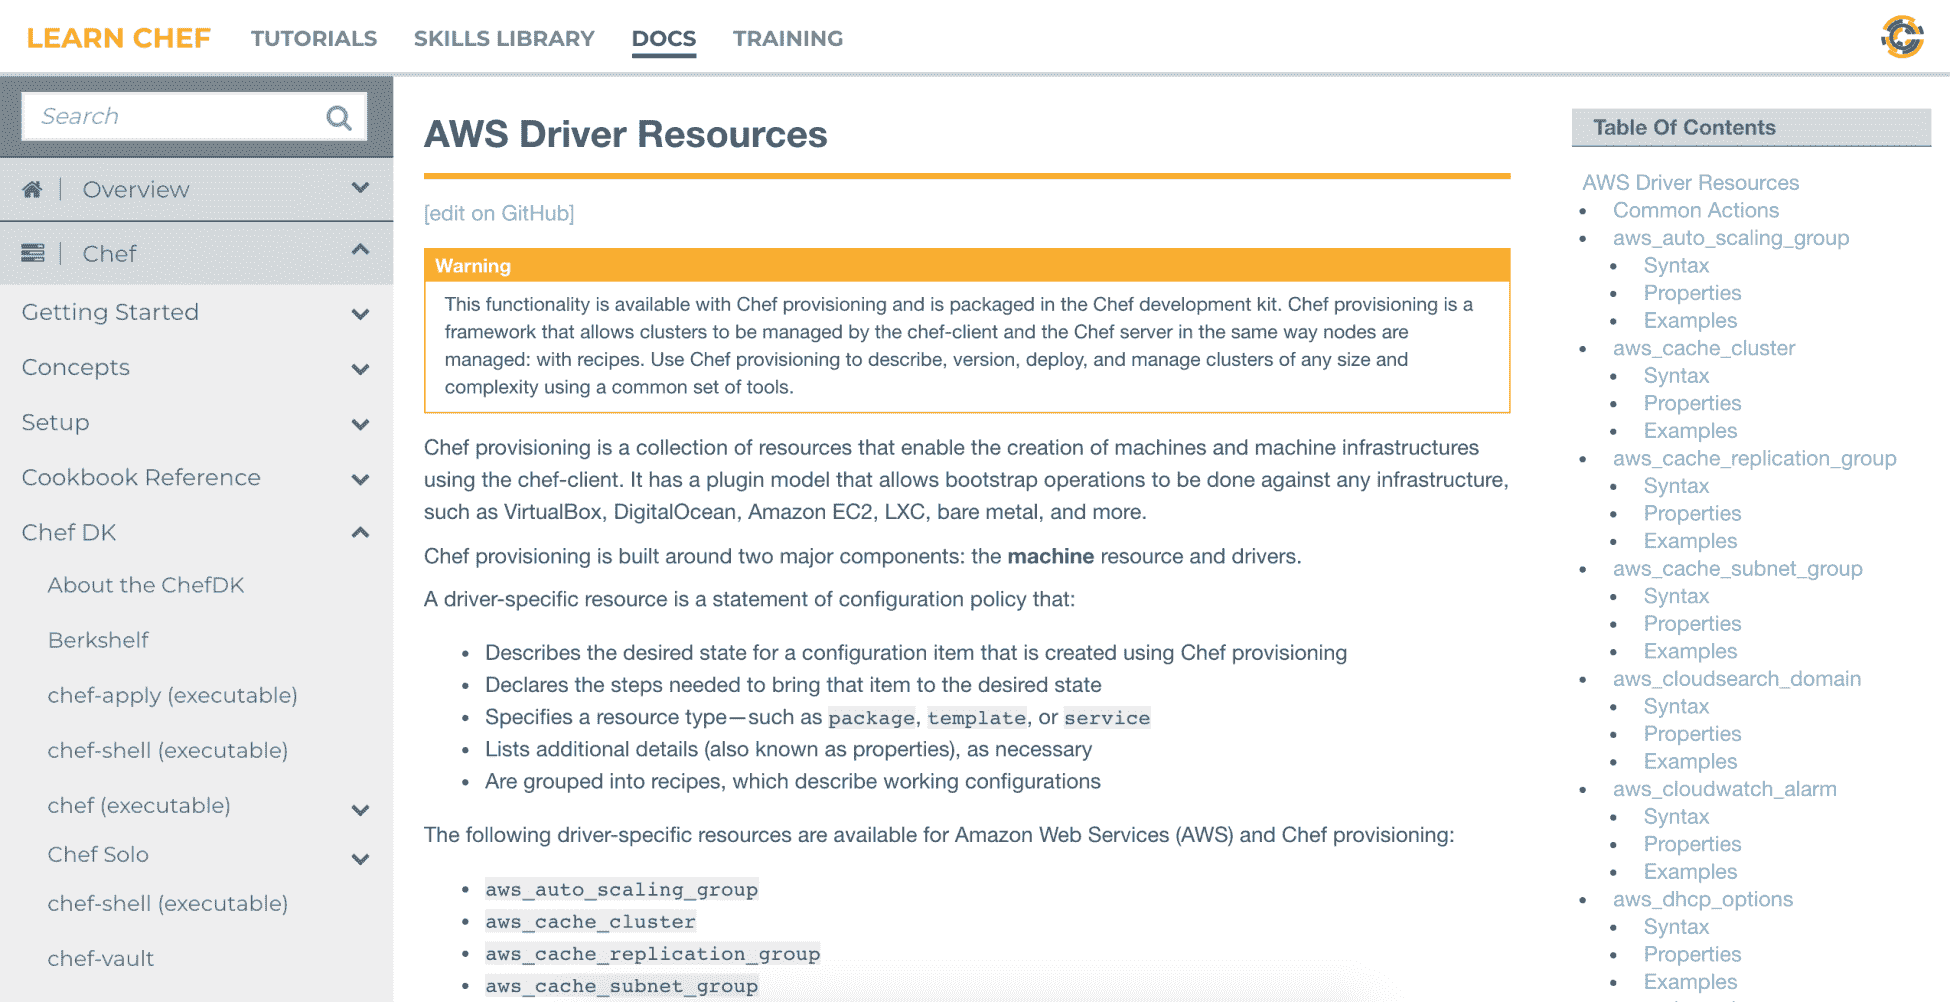 LEARN CHEF TUTORIALS SKILLS LIBRARY DOCS TRAINING
Search
Overview
Chef
Getting Started
Concepts
Setup
Cookbook Reference
Chef DK
About the ChefDK
Berkshelf
chef-apply (executable)
chef-shell (executable)
chef (executable)
Chef Solo
chef-shell (executable)
chef-vault
AWS Driver Resources
[edit on GitHub]
Warning
This functionality is available with Chef provisioning and is packaged in the Chef development kit. Chef provisioning is a
framework that allows clusters to be managed by the chef-client and the Chef server in the same way nodes are
managed: with recipes. Use Chef provisioning to describe, version, deploy, and manage clusters of any size and
complexity using a common set of tools.
Chef provisioning is a collection of resources that enable the creation of machines and machine infrastructures
using the chef-client. It has a plugin model that allows bootstrap operations to be done against any infrastructure,
such as VirtualBox, DigitalOcean, Amazon EC2, LXC, bare metal, and more.
Chef provisioning is built around two major components: the machine resource and drivers.
A driver-specific resource is a statement of configuration policy that:
• Describes the desired state for a configuration item that is created using Chef provisioning
• Declares the steps needed to bring that item to the desired state
• Specifies a resource type—such as package, template, or service
• Lists additional details (also known as properties), as necessary
• Are grouped into recipes, which describe working configurations
The following driver-specific resources are available for Amazon Web Services (AWS) and Chef provisioning:
• aws_auto_scaling_group
• aws_cache_cluster
• aws_cache_replication_group
• aws_cache_subnet_group
Table Of Contents
AWS Driver Resources
• Common Actions
• aws_auto_scaling_group
• Syntax
• Properties
• Examples
• aws_cache_cluster
• Syntax
• Properties
• Examples
• aws_cache_replication_group
• Syntax
• Properties
• Examples
• aws_cache_subnet_group
• Syntax
• Properties
• Examples
• aws_cloudsearch_domain
• Syntax
• Properties
• Examples
• aws_cloudwatch_alarm
• Syntax
• Properties
• Examples
• aws_dhcp_options
• Syntax
• Properties
• Examples